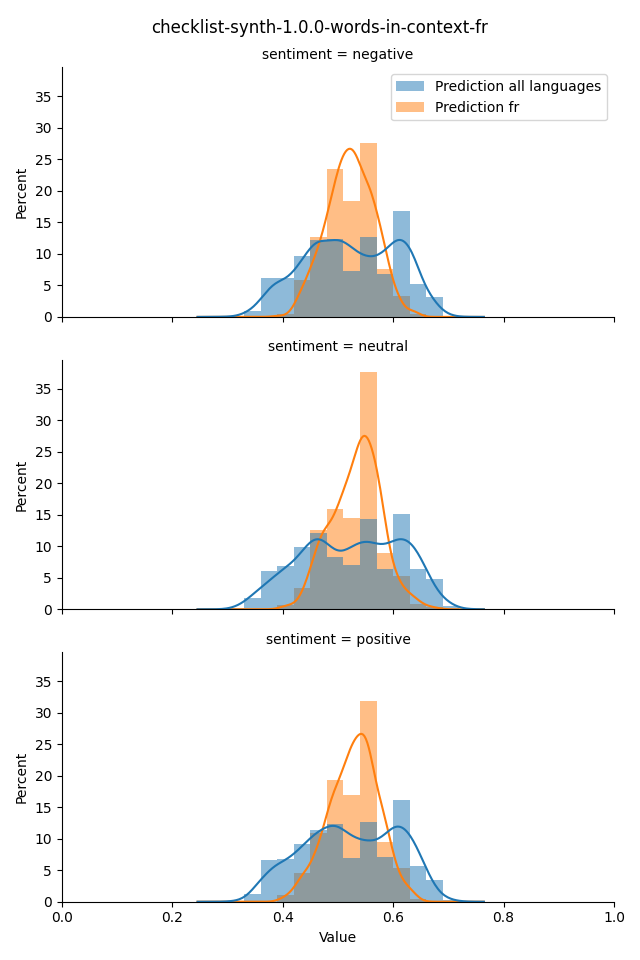 checklist-synth-1.0.0-words-in-context-fr
sentiment = negative
Prediction all languages
Prediction fr
Percent
35
30
25
20
15
10
5
0
sentiment = neutral
Percent
35
30
25
20
15
10
5
0
sentiment = positive
Percent
35
30
25
20
15
10
5
0
0.0 0.2 0.4 0.6 0.8 1.0
Value